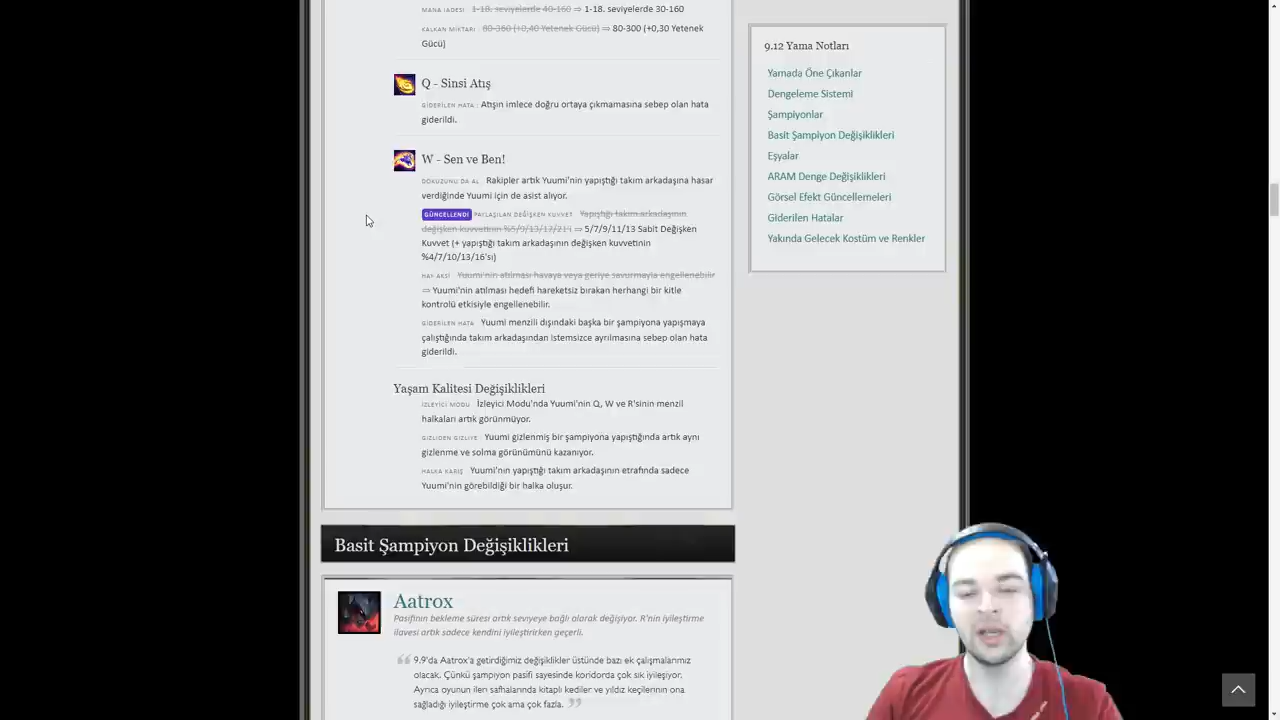 MANA İADESİ 1-18. seviyelerde 40-160 ⇒ 1-18. seviyelerde 30-160
KALKAN MİKTARI 80-360 (+0,40 Yetenek Gücü) ⇒ 80-300 (+0,30 Yetenek
Gücü)
Q - Sinsi Atış
GİDERİLEN HATA : Atışın imlece doğru ortaya çıkmamasına sebep olan hata
giderildi.
W - Sen ve Ben!
DOKUZUNU DA AL Rakipler artık Yuumi'nin yapıştığı takım arkadaşına hasar
verdiğinde Yuumi için de asist alıyor.
GÜNCELLENDİ PAYLAŞILAN DEĞİŞKEN KUVVET Yapıştığı takım arkadaşının
değişken kuvvetinin %5/9/13/17/21'i ⇒ 5/7/9/11/13 Sabit Değişken
Kuvvet (+ yapıştığı takım arkadaşının değişken kuvvetinin
%4/7/10/13/16'sı)
HAY AKSİ Yuumi'nin atılması havaya veya geriye savurmayla engellenebilir
⇒ Yuumi'nin atılması hedefi hareketsiz bırakan herhangi bir kitle
kontrolü etkisiyle engellenebilir.
GİDERİLEN HATA Yuumi menzili dışındaki başka bir şampiyona yapışmaya
çalıştığında takım arkadaşından istemsizce ayrılmasına sebep olan hata
giderildi.
Yaşam Kalitesi Değişiklikleri
İZLEYİCİ MODU İzleyici Modu'nda Yuumi'nin Q, W ve R'sinin menzil
halkaları artık görünmüyor.
GİZLİDEN GİZLİYE Yuumi gizlenmiş bir şampiyona yapıştığında artık aynı
gizlenme ve solma görünümünü kazanıyor.
HALKA KARIŞ Yuumi'nın yapıştığı takım arkadaşının etrafında sadece
Yuumi'nin görebildiği bir halka oluşur.
Basit Şampiyon Değişiklikleri
Aatrox
Pasifinin bekleme süresi artık seviyeye bağlı olarak değişiyor. R'nin iyileştirme
ilavesi artık sadece kendini iyileştirirken geçerli.
9.9'da Aatrox'a getirdiğimiz değişiklikler üstünde bazı ek çalışmalarımız
olacak. Çünkü şampiyon pasifi sayesinde koridorda çok sık iyileşiyor.
Ayrıca oyunun ileri safhalarında kitaplı kediler ve yıldız keçilerinin ona
sağladığı iyileştirme çok ama çok fazla.
9.12 Yama Notları
Yamada Öne Çıkanlar
Dengeleme Sistemi
Şampiyonlar
Basit Şampiyon Değişiklikleri
Eşyalar
ARAM Denge Değişiklikleri
Görsel Efekt Güncellemeleri
Giderilen Hatalar
Yakında Gelecek Kostüm ve Renkler